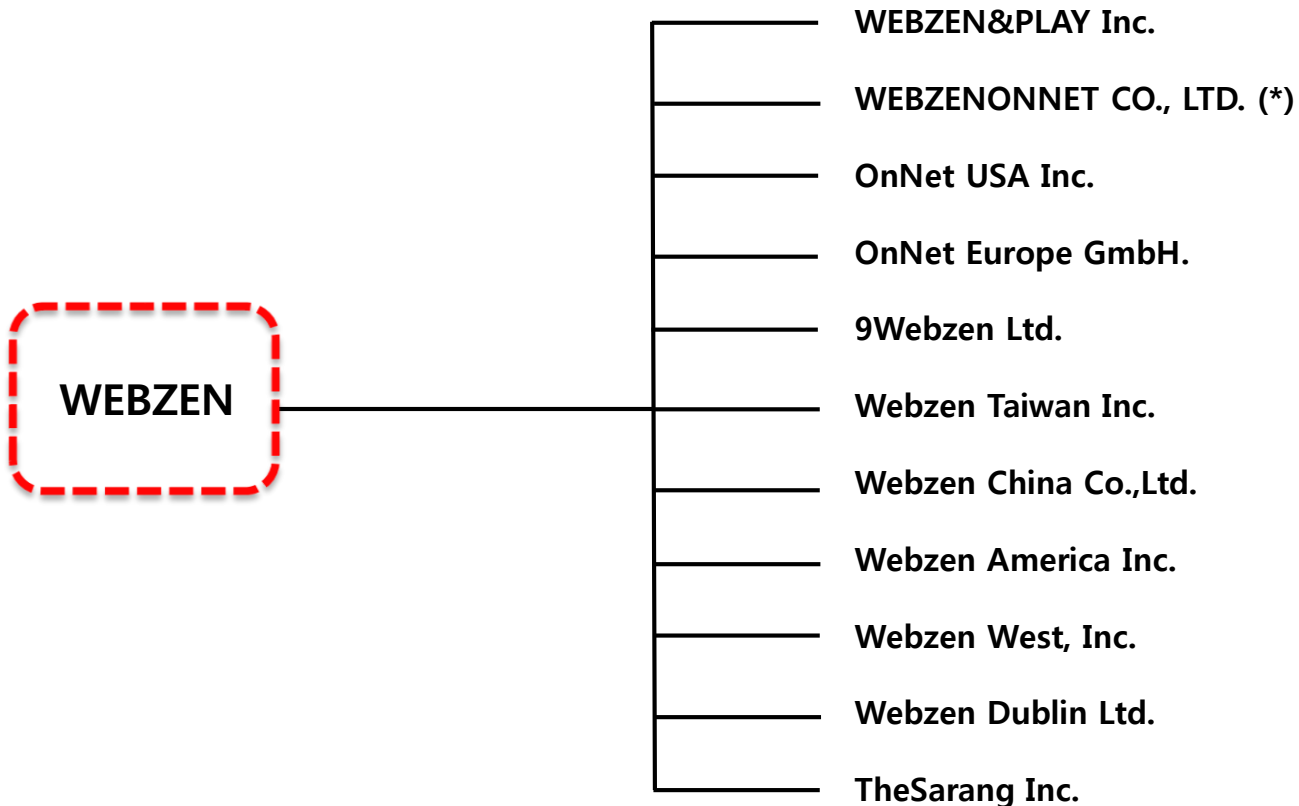 WEBZEN&PLAY Inc.
WEBZENONNET CO., LTD. (*)
OnNet USA Inc.
OnNet Europe GmbH.
9Webzen Ltd.
WEBZEN
Webzen Taiwan Inc.
Webzen China Co.,Ltd.
Webzen America Inc.
Webzen West, Inc.
Webzen Dublin Ltd.
TheSarang Inc.